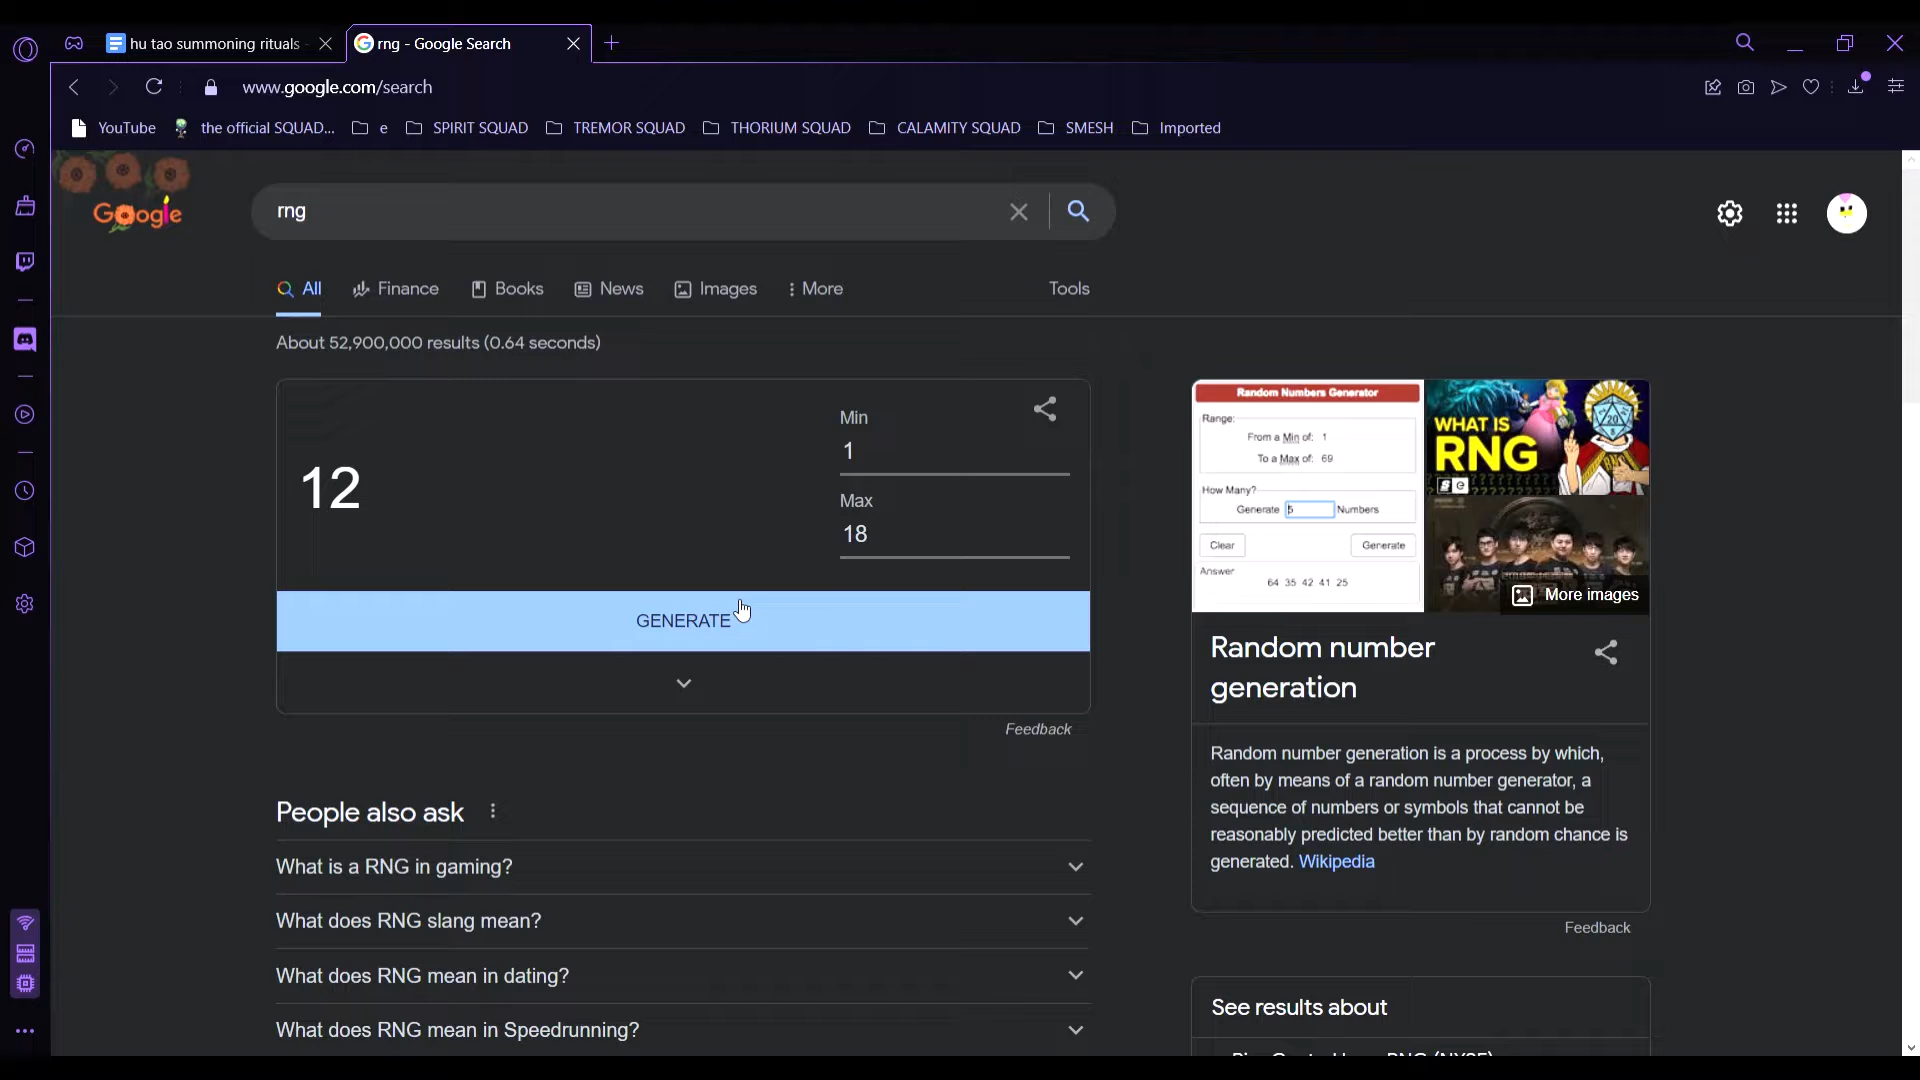 hu tao summoning rituals
rng - Google Search
www.google.com/search
YouTube
the official SQUAD...
e
SPIRIT SQUAD
TREMOR SQUAD
THORIUM SQUAD
CALAMITY SQUAD
SMESH
Imported
Google
rng
All
Finance
Books
News
Images
More
Tools
About 52,900,000 results (0.64 seconds)
12
Min
1
Max
18
GENERATE
Feedback
Random Numbers Generator
Range:
From a Min of: 1
To a Max of: 69
How Many?
Generate 5 Numbers
Clear
Generate
Answer
64 35 42 41 25
WHAT IS
RNG
20
8
More images
Random number
generation
Random number generation is a process by which,
often by means of a random number generator, a
sequence of numbers or symbols that cannot be
reasonably predicted better than by random chance is
generated. Wikipedia
Feedback
People also ask
What is a RNG in gaming?
What does RNG slang mean?
What does RNG mean in dating?
What does RNG mean in Speedrunning?
See results about